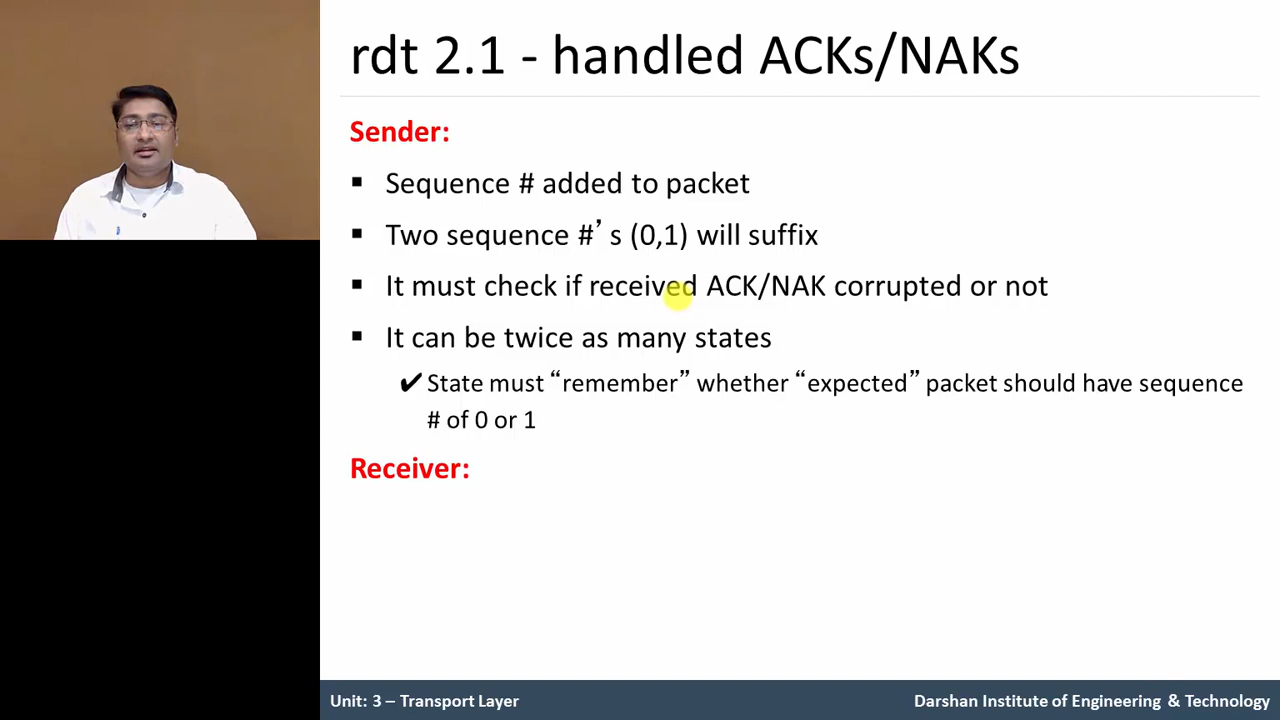 rdt 2.1 - handled ACKs/NAKs
Sender:
Sequence # added to packet
Two sequence #’s (0,1) will suffix
It must check if received ACK/NAK corrupted or not
It can be twice as many states
State must “remember” whether “expected” packet should have sequence
# of 0 or 1
Receiver:
Unit: 3 – Transport Layer
Darshan Institute of Engineering & Technology